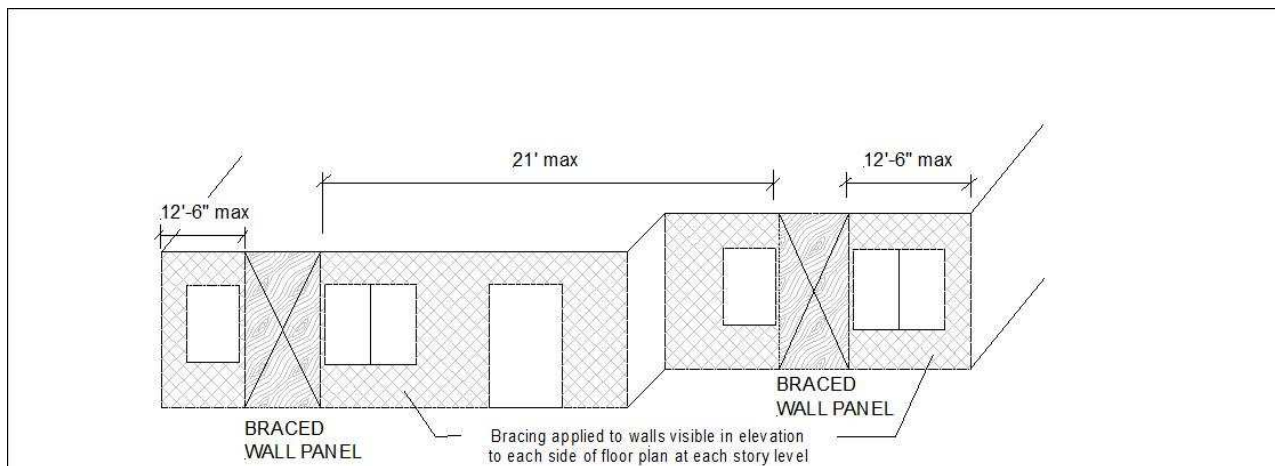 21' max
12'-6" max
12'-6" max
BRACED
WALL PANEL
BRACED
WALL PANEL
Bracing applied to walls visible in elevation
to each side of floor plan at each story level